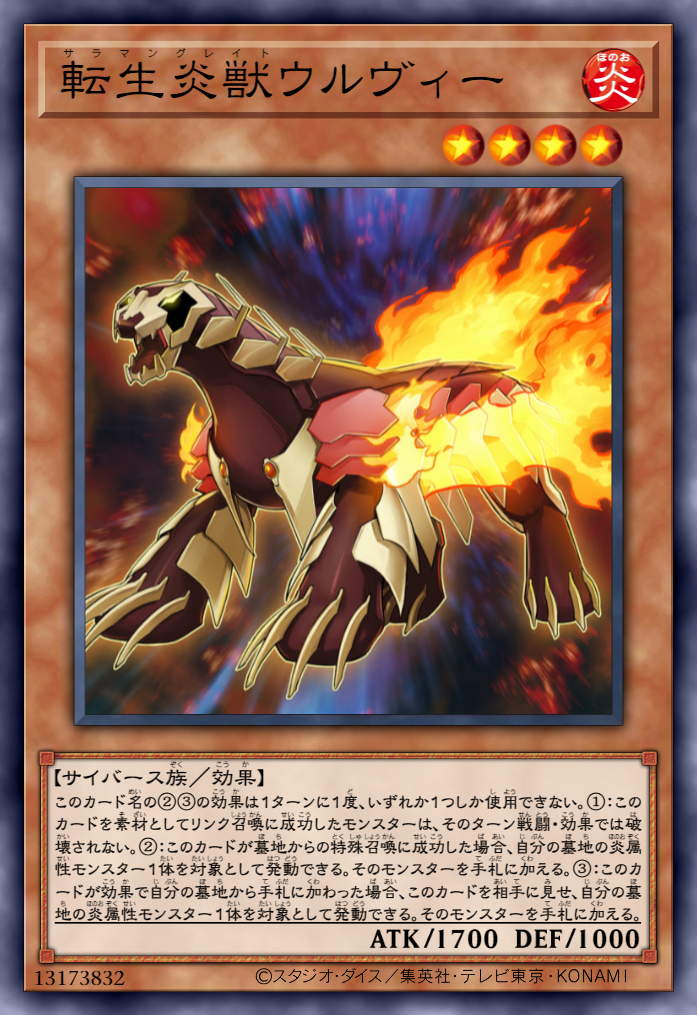 サラマングレイト
転生炎獣ウルヴィー
ほのお
炎
【サイバース族／効果】
このカード名の②③の効果は1ターンに1度、いずれか1つしか使用できない。①：この
カードを素材としてリンク召喚に成功したモンスターは、そのターン戦闘・効果では破
壊されない。②：このカードが墓地からの特殊召喚に成功した場合、自分の墓地の炎属
性モンスター1体を対象として発動できる。そのモンスターを手札に加える。③：このカ
ードが効果で自分の墓地から手札に加わった場合、このカードを相手に見せ、自分の墓
地の炎属性モンスター1体を対象として発動できる。そのモンスターを手札に加える。
ATK/1700 DEF/1000
13173832 ©スタジオ・ダイス／集英社・テレビ東京・KONAMI